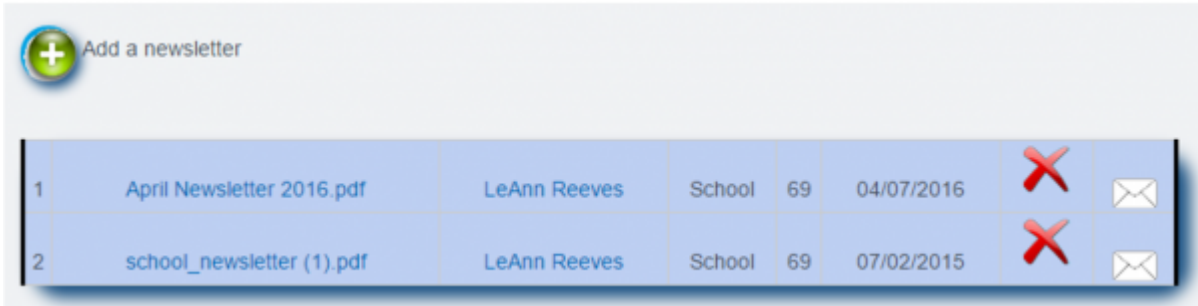 Add a newsletter
1 April Newsletter 2016.pdf LeAnn Reeves School 69 04/07/2016
2 school_newsletter (1).pdf LeAnn Reeves School 69 07/02/2015